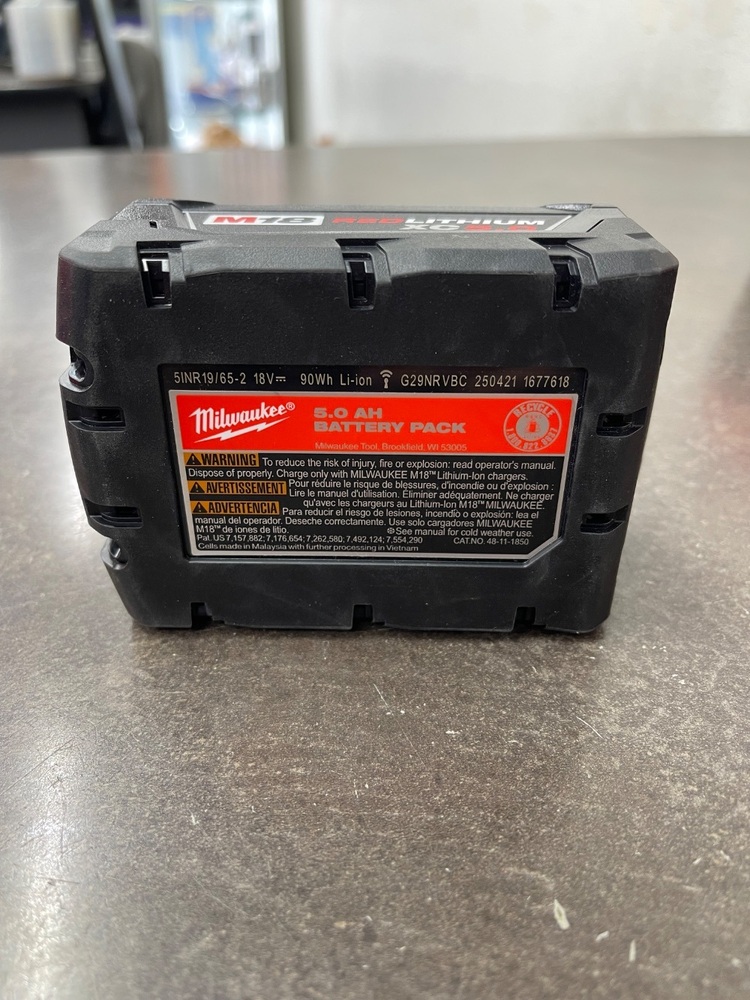 M18 REDLITHIUM
XC 5.0
5INR19/65-2 18V⎓ 90Wh Li-ion G29NRVBC 250421 1677618
Milwaukee®
5.0 AH
BATTERY PACK
Milwaukee Tool, Brookfield, WI 53005
RECYCLE
1.800.822.8837
WARNING To reduce the risk of injury, fire or explosion: read operator's manual.
Dispose of properly. Charge only with MILWAUKEE M18™ Lithium-Ion chargers.
AVERTISSEMENT Pour réduire le risque de blessures, d'incendie ou d'explosion :
Lire le manuel d'utilisation. Eliminer adéquatement. Ne charger
qu'avec les chargeurs au Lithium-Ion M18™ MILWAUKEE.
ADVERTENCIA Para reducir el riesgo de lesiones, incendio o explosión: lea el
manual del operador. Deseche correctamente. Use solo cargadores MILWAUKEE
M18™ de iones de litio. ❄See manual for cold weather use.
Pat. US 7,157,882; 7,176,654; 7,262,580; 7,492,124; 7,554,290 CAT.NO. 48-11-1850
Cells made in Malaysia with further processing in Vietnam